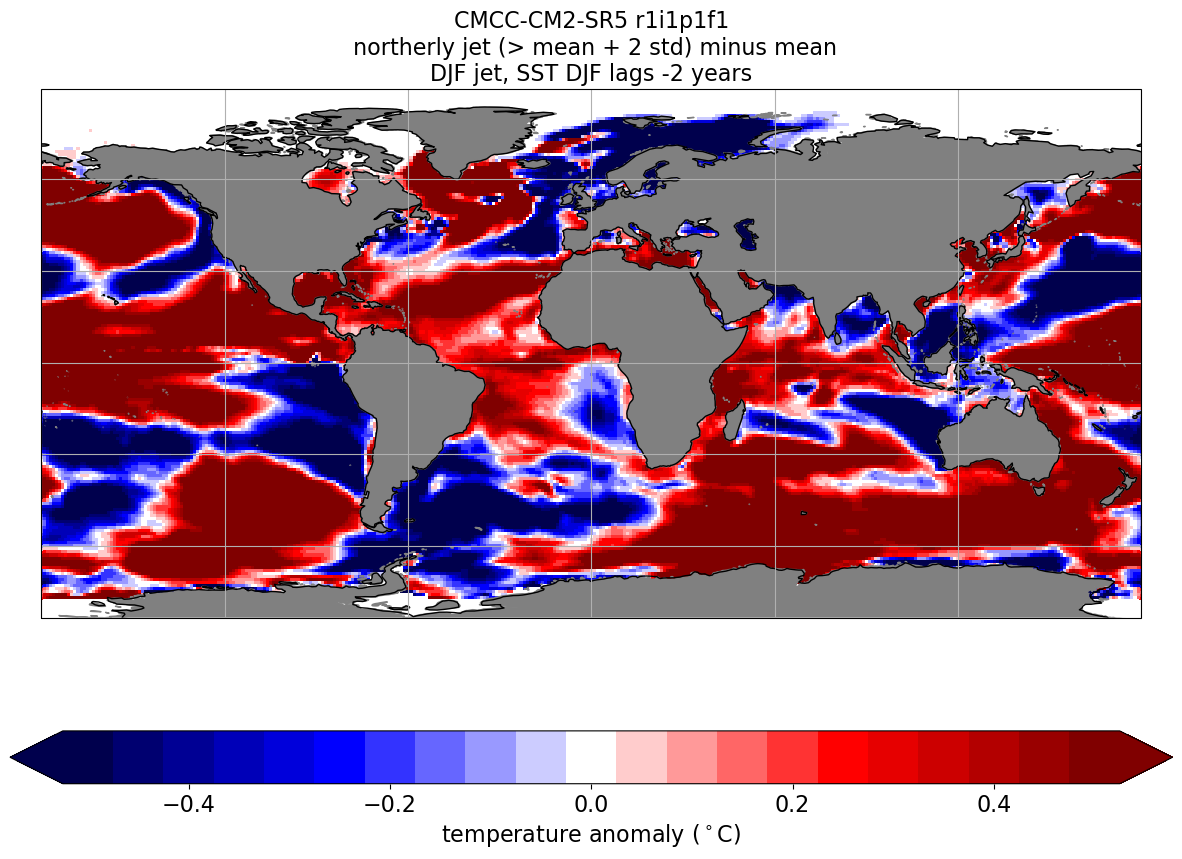 CMCC-CM2-SR5 r1i1p1f1
northerly jet (> mean + 2 std) minus mean
DJF jet, SST DJF lags -2 years
−0.4 −0.2 0.0 0.2 0.4
temperature anomaly (°C)